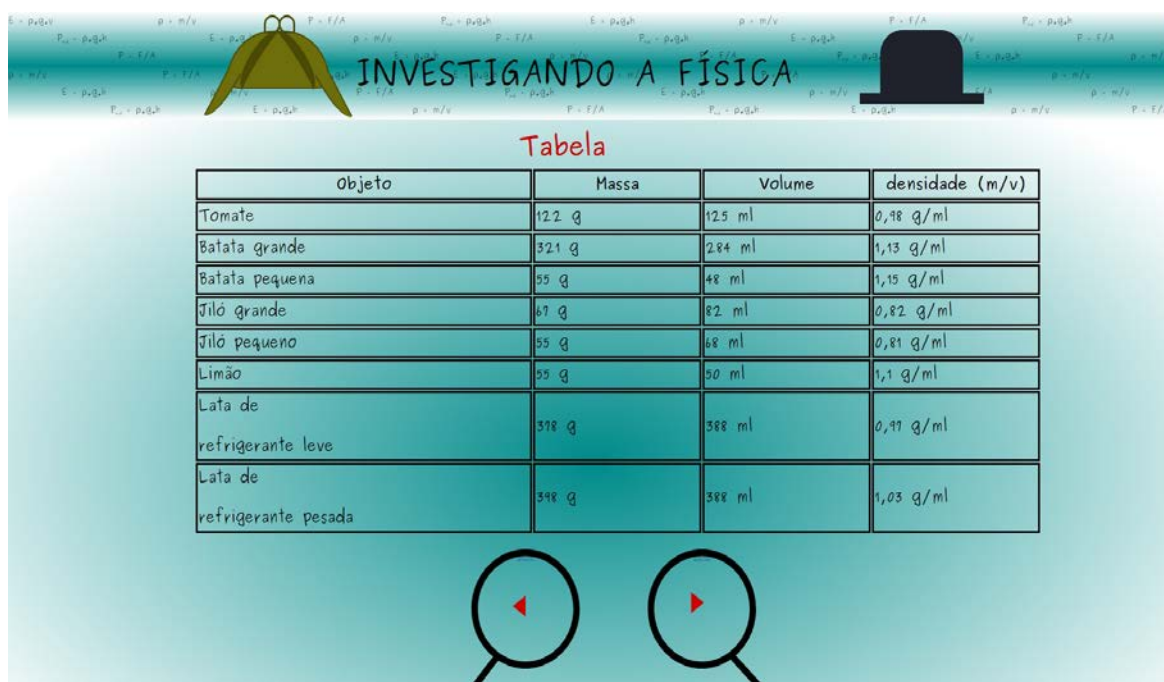 INVESTIGANDO A FÍSICA
Tabela
Objeto Massa Volume densidade (m/v)
Tomate 122 g 125 ml 0,98 g/ml
Batata grande 321 g 284 ml 1,13 g/ml
Batata pequena 55 g 48 ml 1,15 g/ml
Jiló grande 67 g 82 ml 0,82 g/ml
Jiló pequeno 55 g 68 ml 0,81 g/ml
Limão 55 g 50 ml 1,1 g/ml
Lata de
refrigerante leve 378 g 388 ml 0,97 g/ml
Lata de
refrigerante pesada 398 g 388 ml 1,03 g/ml